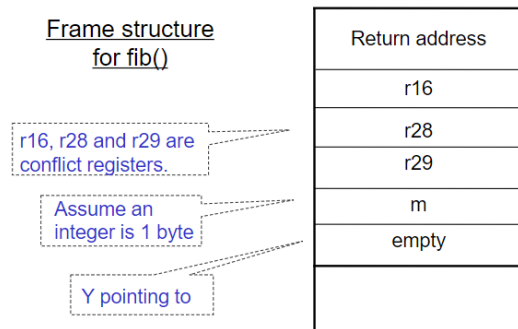 Frame structure
for fib()
Return address
r16
r28
r29
m
empty
r16, r28 and r29 are
conflict registers.
Assume an
integer is 1 byte
Y pointing to